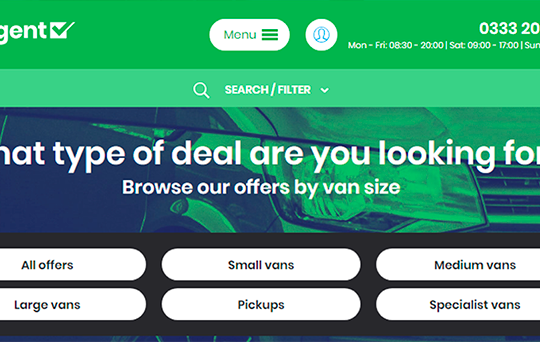 gent
Menu
0333 20
Mon - Fri: 08:30 - 20:00 | Sat: 09:00 - 17:00 | Sun
SEARCH / FILTER
hat type of deal are you looking for
Browse our offers by van size
All offers
Small vans
Medium vans
Large vans
Pickups
Specialist vans